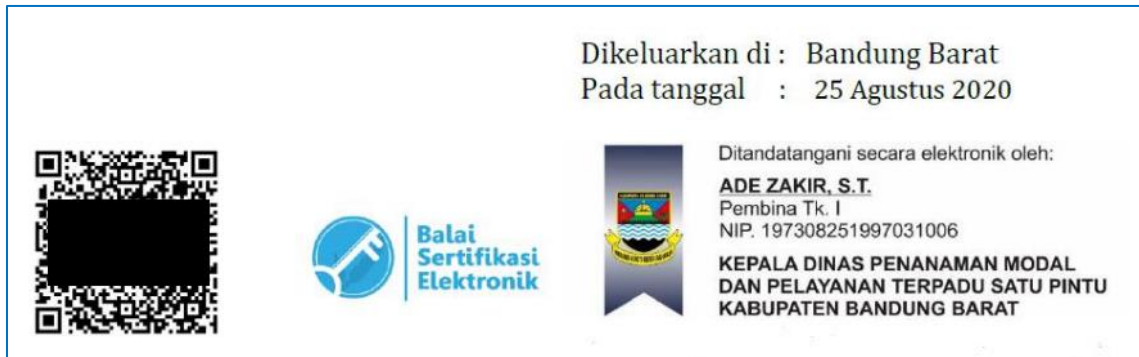 Dikeluarkan di : Bandung Barat
Pada tanggal : 25 Agustus 2020
Balai
Sertifikasi
Elektronik
Ditandatangani secara elektronik oleh:
ADE ZAKIR, S.T.
Pembina Tk. I
NIP. 197308251997031006
KEPALA DINAS PENANAMAN MODAL
DAN PELAYANAN TERPADU SATU PINTU
KABUPATEN BANDUNG BARAT